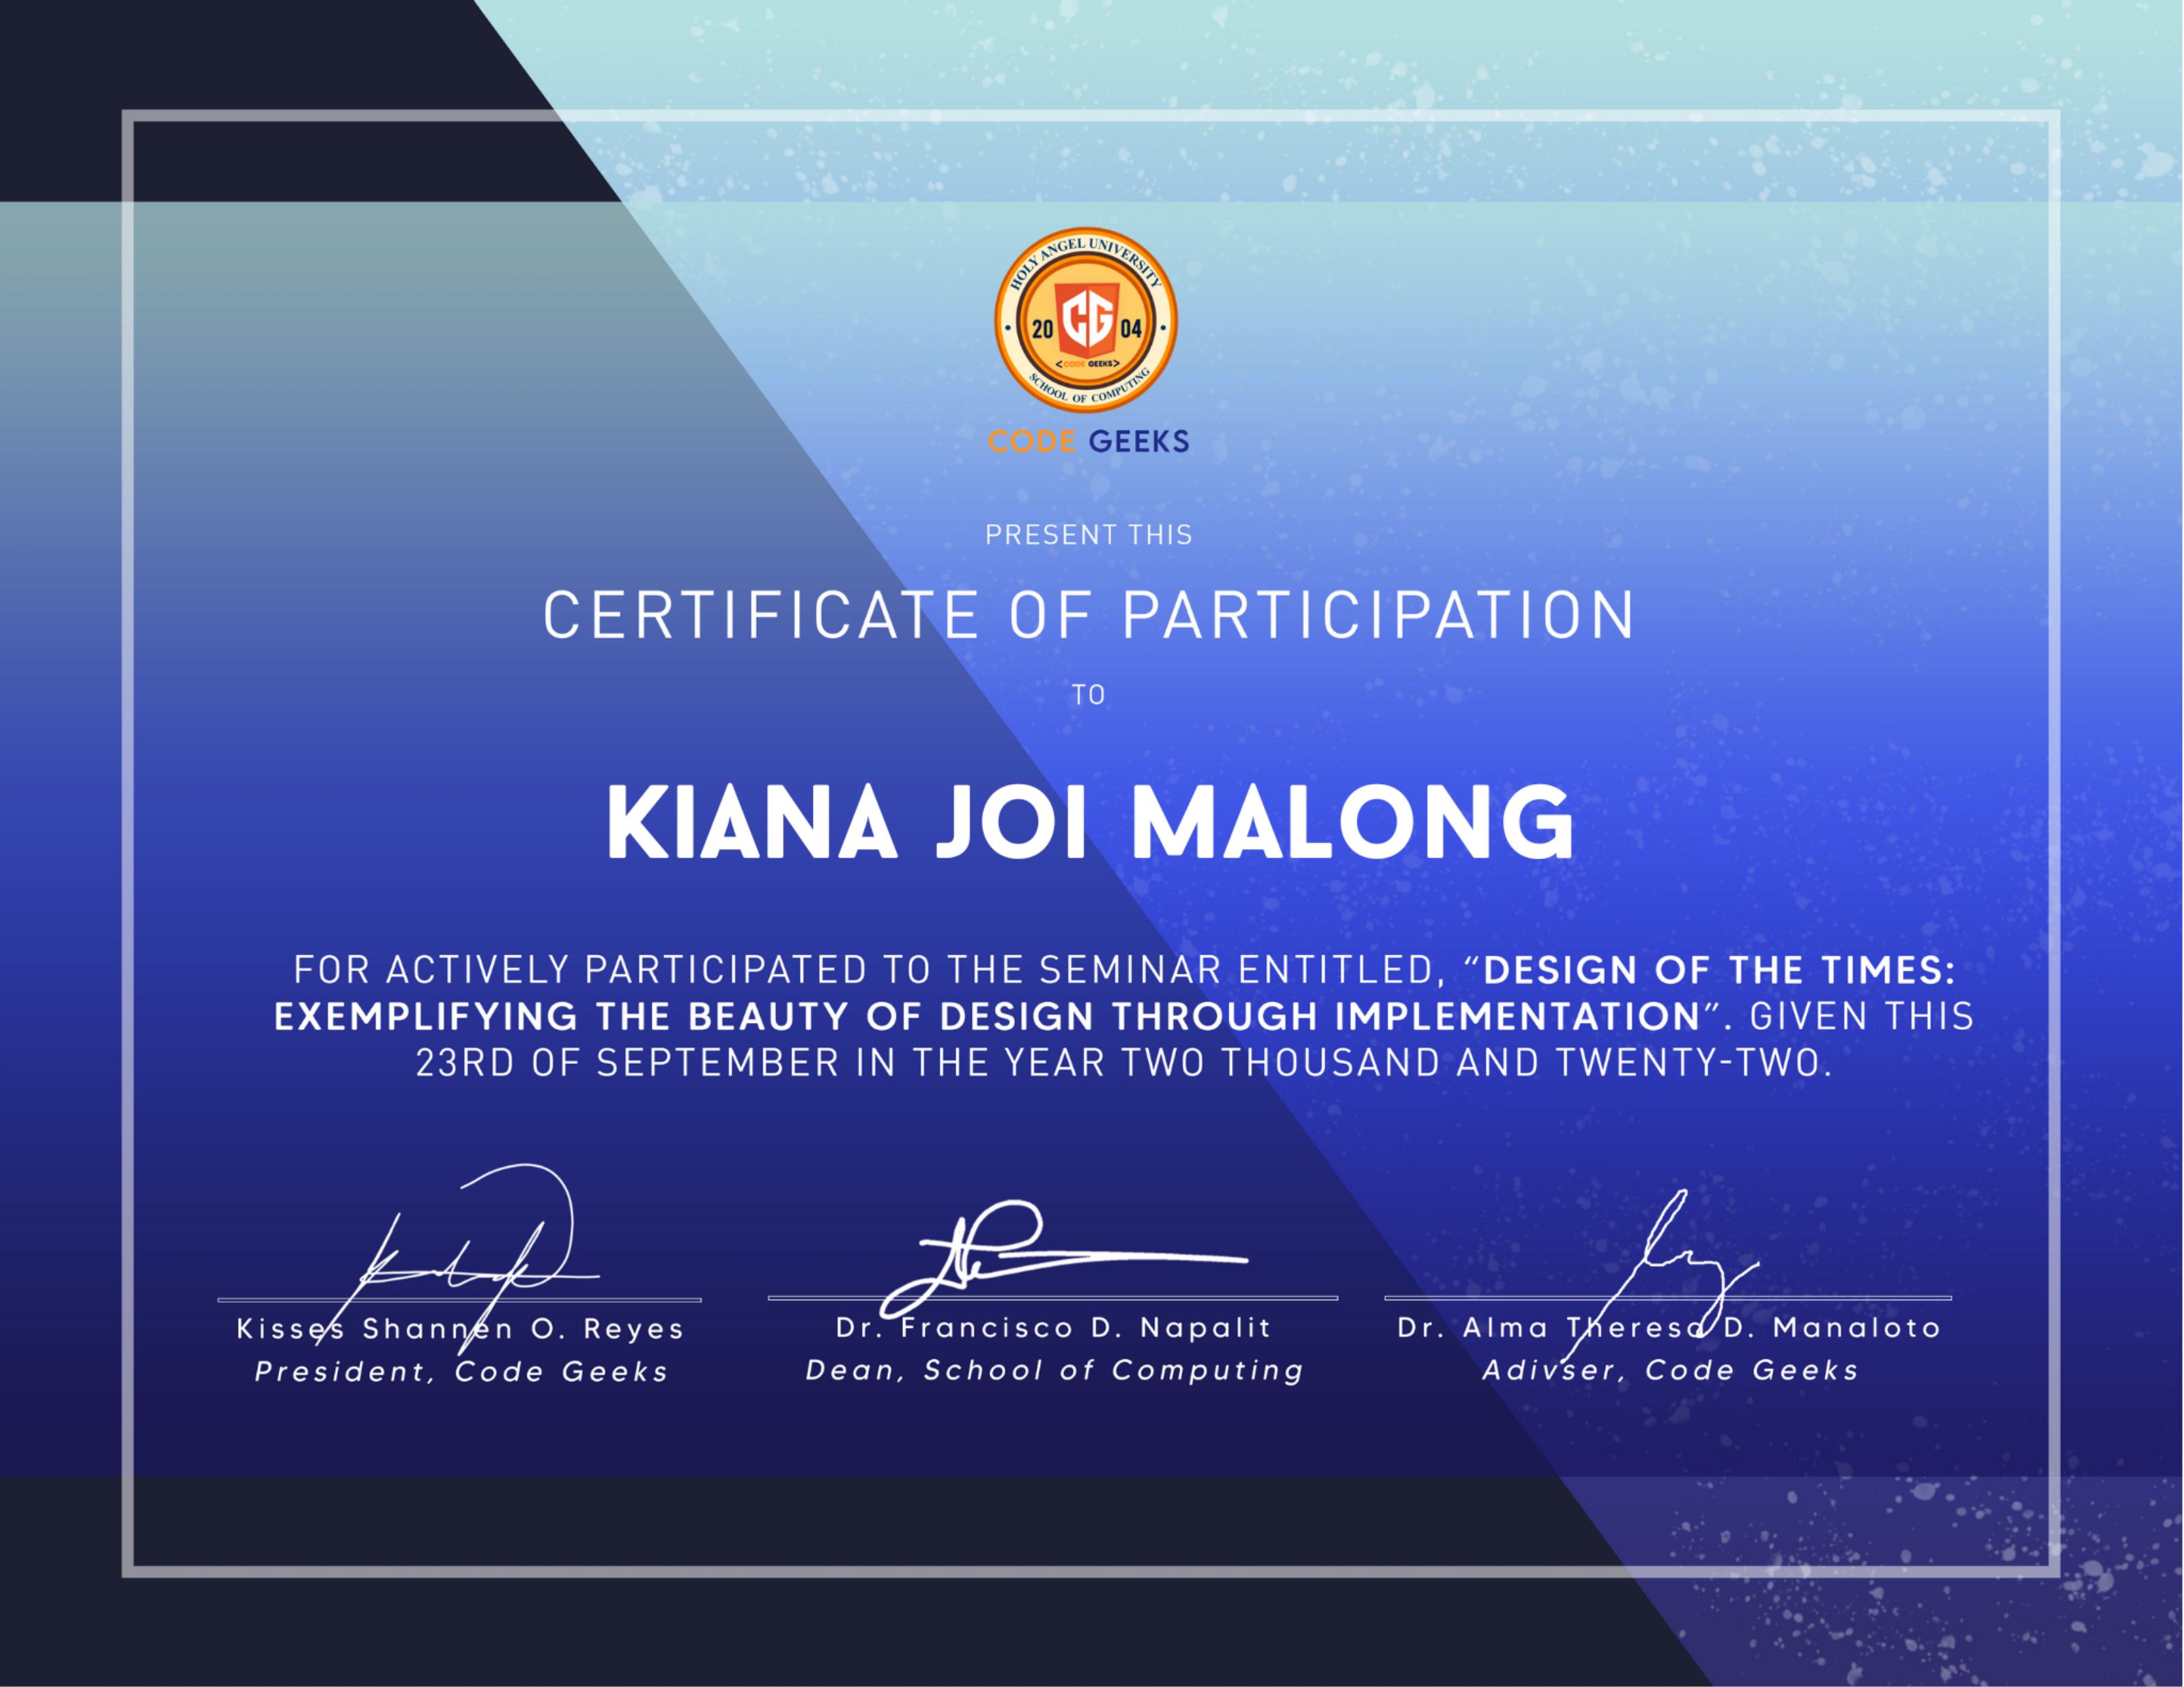 HOLY ANGEL UNIVERSITY
20 CG 04
<CODE GEEKS>
SCHOOL OF COMPUTING
CODE GEEKS
PRESENT THIS
CERTIFICATE OF PARTICIPATION
TO
KIANA JOI MALONG
FOR ACTIVELY PARTICIPATED TO THE SEMINAR ENTITLED, “DESIGN OF THE TIMES:
EXEMPLIFYING THE BEAUTY OF DESIGN THROUGH IMPLEMENTATION”. GIVEN THIS
23RD OF SEPTEMBER IN THE YEAR TWO THOUSAND AND TWENTY-TWO.
Kisses Shannen O. Reyes
President, Code Geeks
Dr. Francisco D. Napalit
Dean, School of Computing
Dr. Alma Theresa D. Manaloto
Adivser, Code Geeks